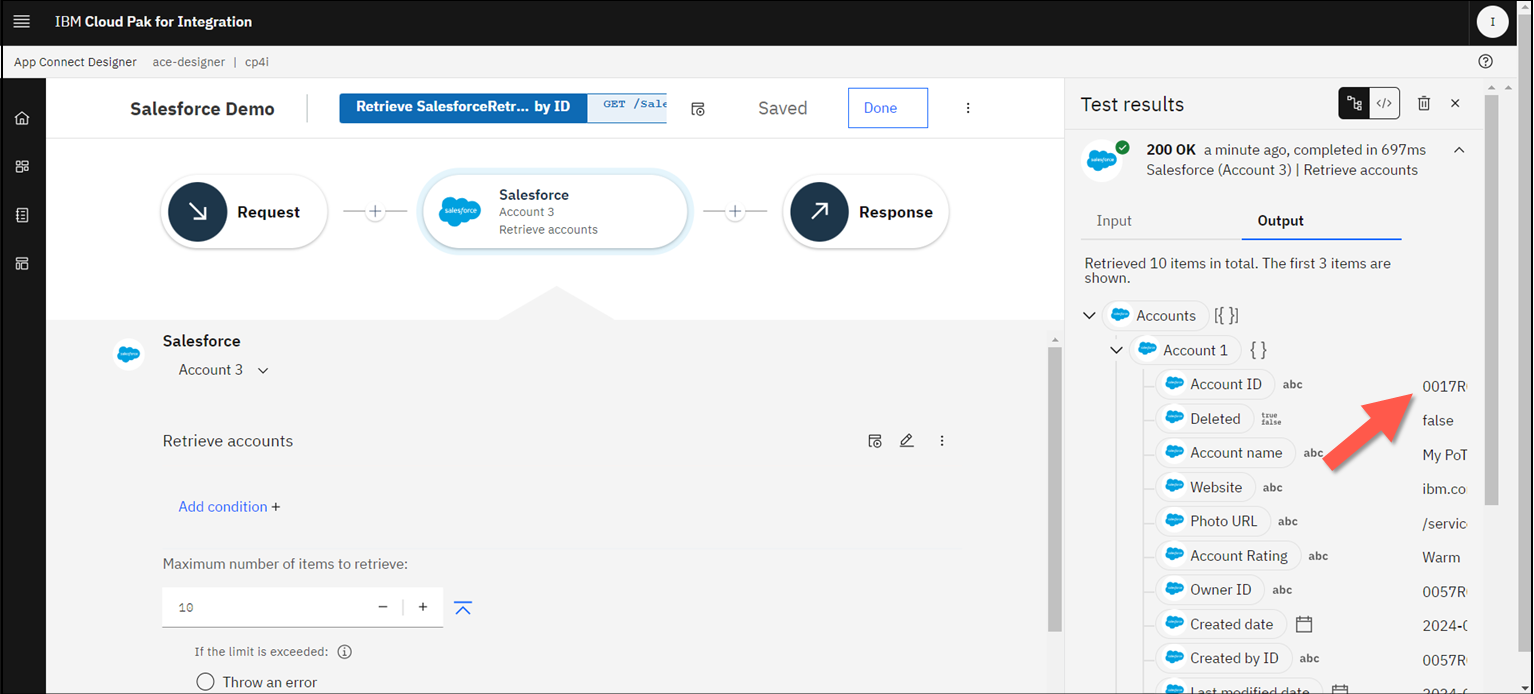 IBM Cloud Pak for Integration
I
App Connect Designer ace-designer | cp4i
Salesforce Demo
Retrieve SalesforceRetr... by ID
GET /Sale
Saved
Done
Request
Salesforce
Account 3
Retrieve accounts
Response
Salesforce
Account 3
Retrieve accounts
Add condition +
Maximum number of items to retrieve:
10
If the limit is exceeded:
Throw an error
Test results
200 OK a minute ago, completed in 697ms
Salesforce (Account 3) | Retrieve accounts
Input Output
Retrieved 10 items in total. The first 3 items are
shown.
Accounts [{ }]
Account 1 { }
Account ID abc 0017R
Deleted true false false
Account name abc My PoT
Website abc ibm.co
Photo URL abc /servic
Account Rating abc Warm
Owner ID abc 0057R
Created date 2024-0
Created by ID abc 0057R
Last modified date 2024-0